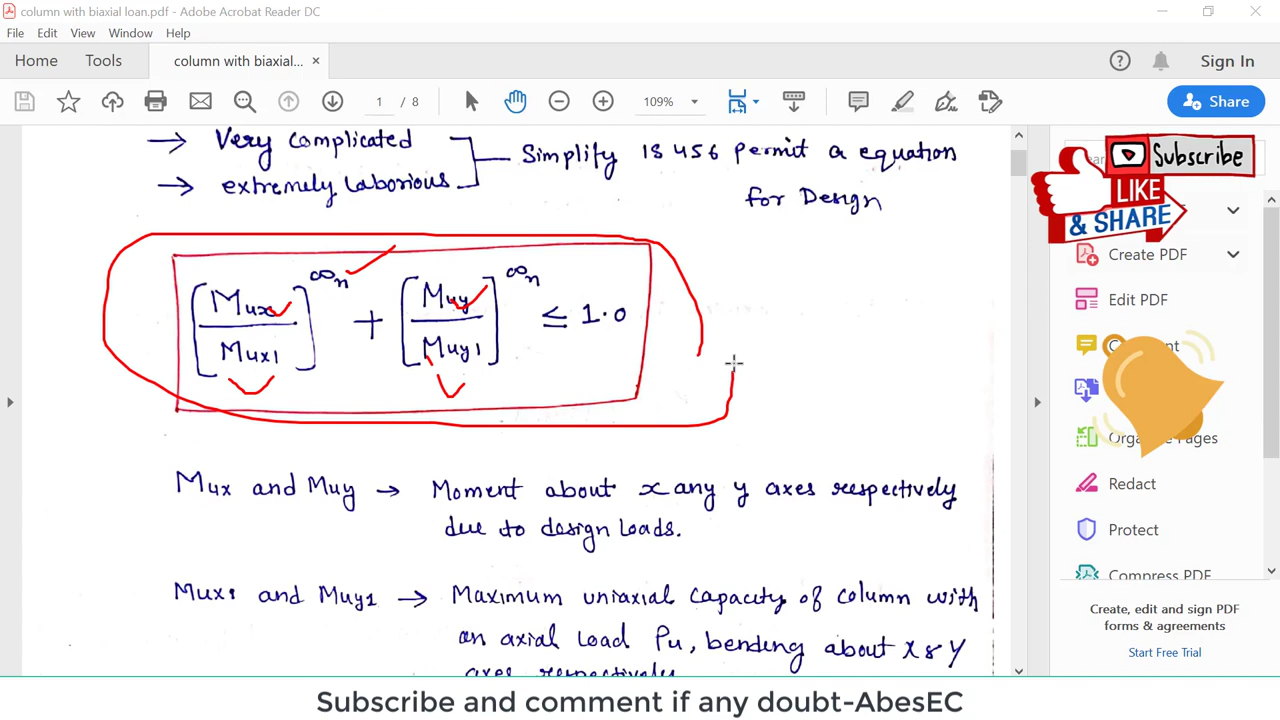 column with biaxial loan.pdf - Adobe Acrobat Reader DC
File Edit View Window Help
Home Tools column with biaxial... × Sign In
1 / 8 109% Share
→ Very complicated
→ extremely Laborious
Simplify IS 456 permit a equation
for Design
Subscribe
LIKE
& SHARE
Create PDF
Edit PDF
[Mux / Mux1]^∞n + [Muy / Muy1]^∞n ≤ 1.0
Organize Pages
Redact
Protect
Compress PDF
Mux and Muy → Moment about x any y axes respectively
due to design loads.
Mux1 and Muy1 → Maximum uniaxial capacity of column with
an axial load Pu, bending about X & Y
axes respectively
Create, edit and sign PDF
forms & agreements
Start Free Trial
Subscribe and comment if any doubt-AbesEC